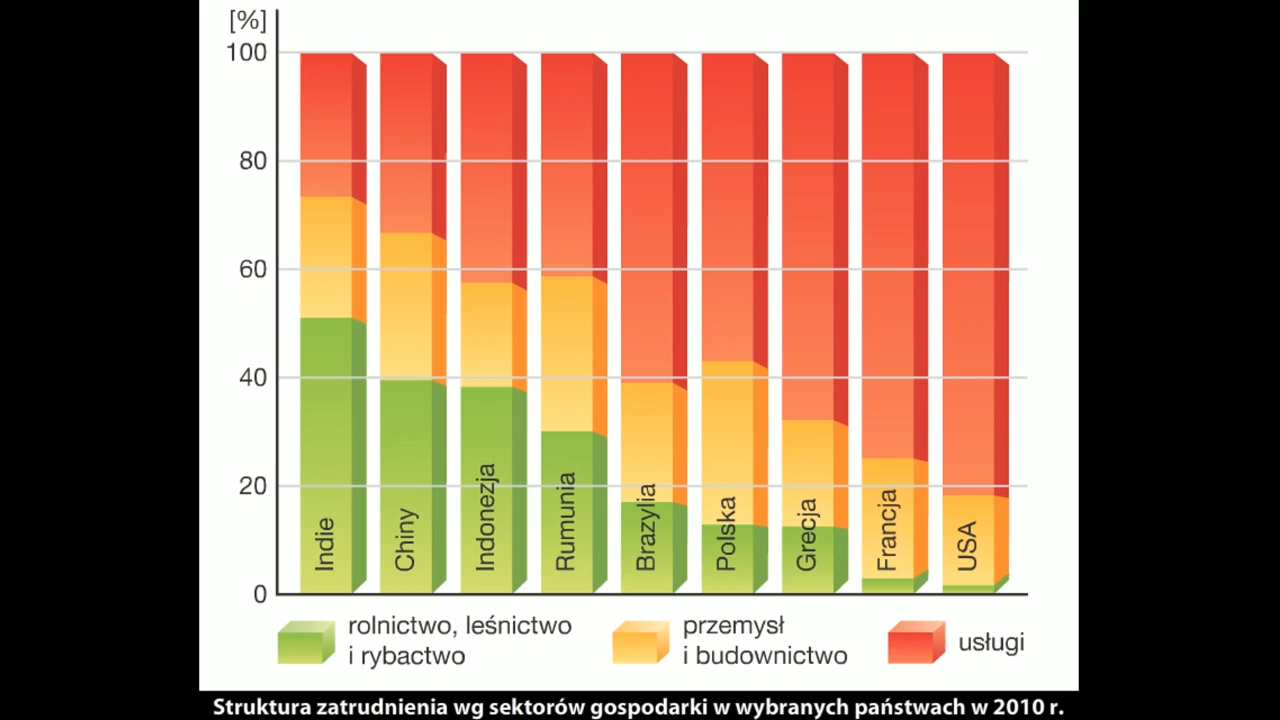 [%]
100
80
60
40
20
0
Indie
Chiny
Indonezja
Rumunia
Brazylia
Polska
Grecja
Francja
USA
rolnictwo, leśnictwo
i rybactwo
przemysł
i budownictwo
usługi
Struktura zatrudnienia wg sektorów gospodarki w wybranych państwach w 2010 r.